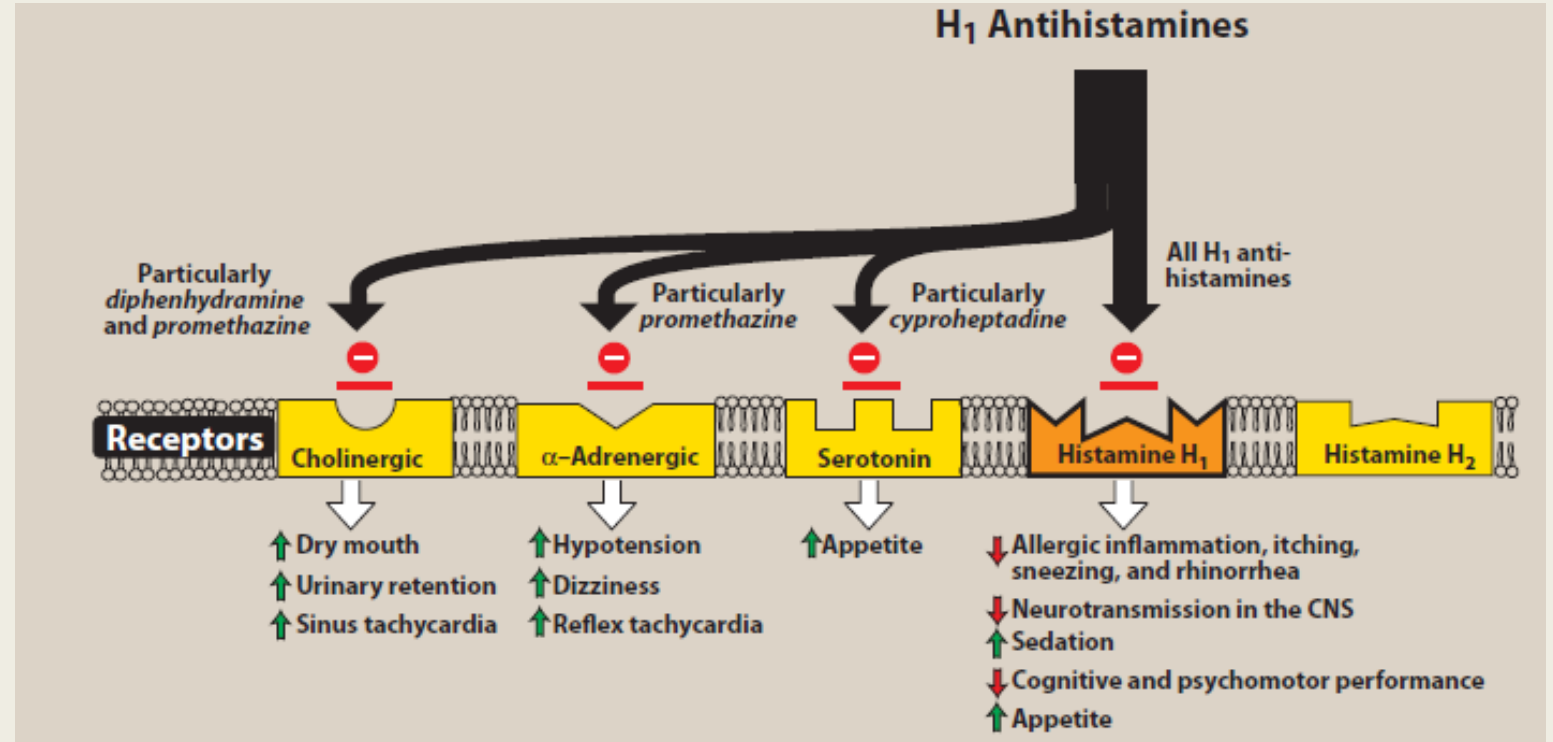 H₁ Antihistamines
Particularly
diphenhydramine
and promethazine
Particularly
promethazine
Particularly
cyproheptadine
All H₁ anti-
histamines
Receptors
Cholinergic
α–Adrenergic
Serotonin
Histamine H₁
Histamine H₂
Dry mouth
Urinary retention
Sinus tachycardia
Hypotension
Dizziness
Reflex tachycardia
Appetite
Allergic inflammation, itching,
sneezing, and rhinorrhea
Neurotransmission in the CNS
Sedation
Cognitive and psychomotor performance
Appetite